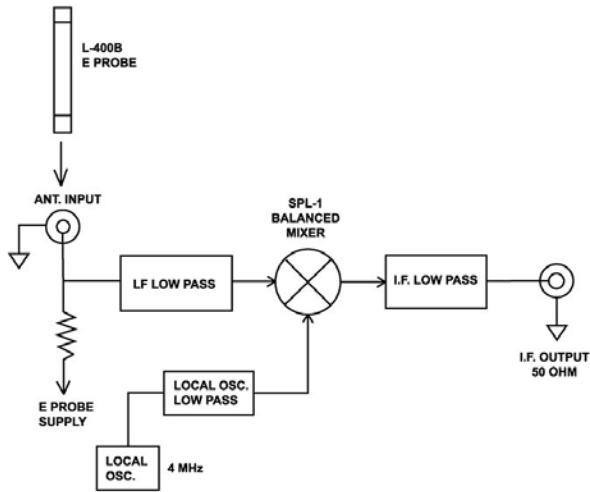 L-400B
E PROBE
ANT. INPUT
SPL-1
BALANCED
MIXER
LF LOW PASS
I.F. LOW PASS
I.F. OUTPUT
50 OHM
E PROBE
SUPPLY
LOCAL OSC.
LOW PASS
LOCAL
OSC.
4 MHz